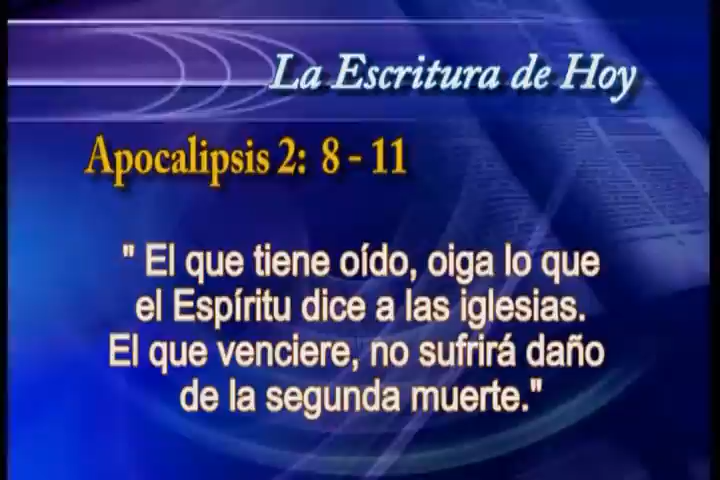 La Escritura de Hoy
Apocalipsis 2: 8 - 11
" El que tiene oído, oiga lo que
el Espíritu dice a las iglesias.
El que venciere, no sufrirá daño
de la segunda muerte."